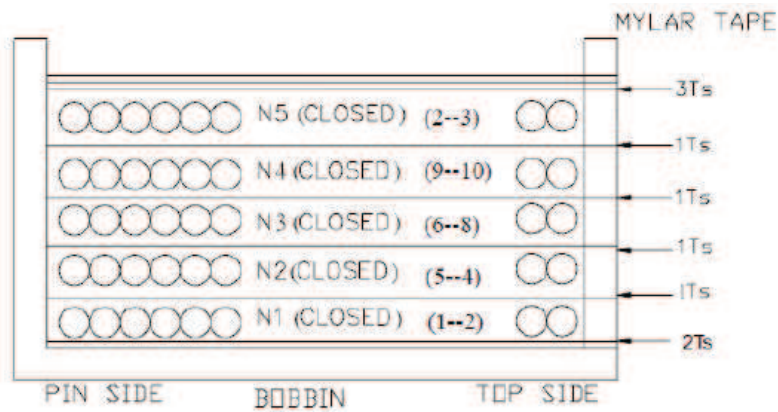 MYLAR TAPE
3Ts
N5 (CLOSED) (2--3)
1Ts
N4 (CLOSED) (9--10)
1Ts
N3 (CLOSED) (6--8)
1Ts
N2 (CLOSED) (5--4)
1Ts
N1 (CLOSED) (1--2)
2Ts
PIN SIDE BOBBIN TOP SIDE